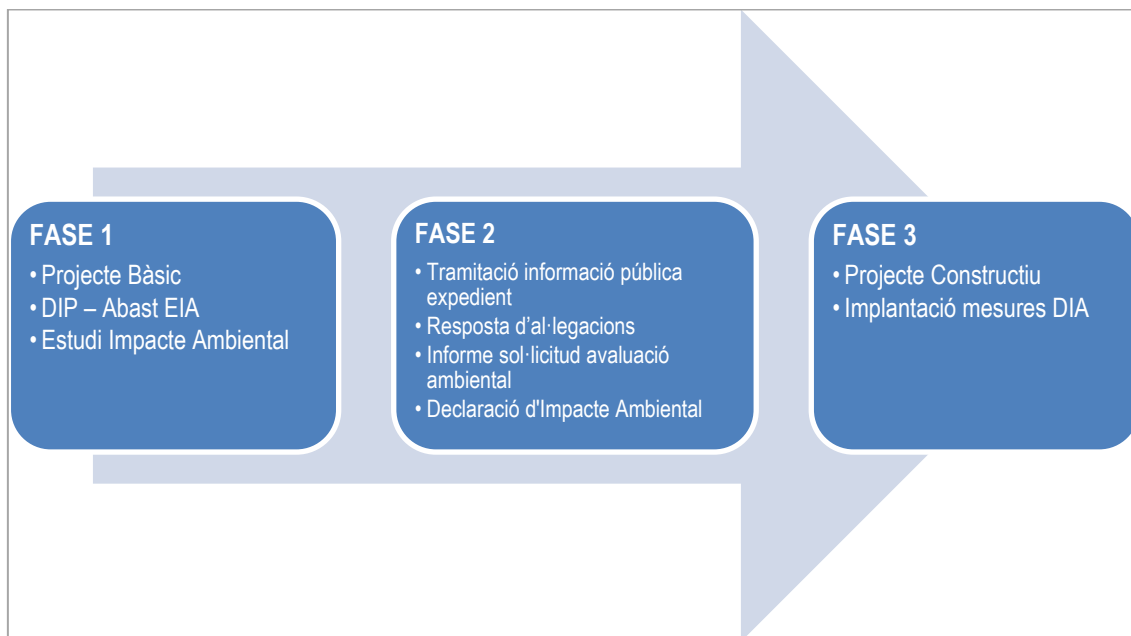 FASE 1
• Projecte Bàsic
• DIP – Abast EIA
• Estudi Impacte Ambiental
FASE 2
• Tramitació informació pública
expedient
• Resposta d’al·legacions
• Informe sol·licitud avaluació
ambiental
• Declaració d'Impacte Ambiental
FASE 3
• Projecte Constructiu
• Implantació mesures DIA